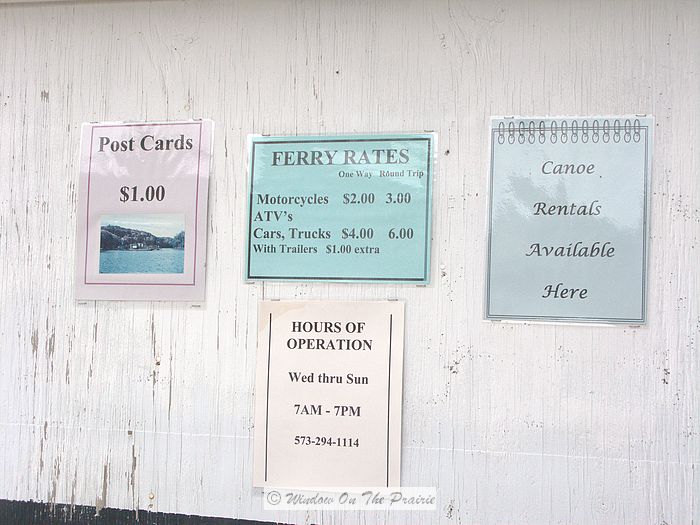 Post Cards
$1.00
FERRY RATES
One Way Round Trip
Motorcycles $2.00 3.00
ATV's
Cars, Trucks $4.00 6.00
With Trailers $1.00 extra
Canoe
Rentals
Available
Here
HOURS OF
OPERATION
Wed thru Sun
7AM - 7PM
573-294-1114
© Window On The Prairie